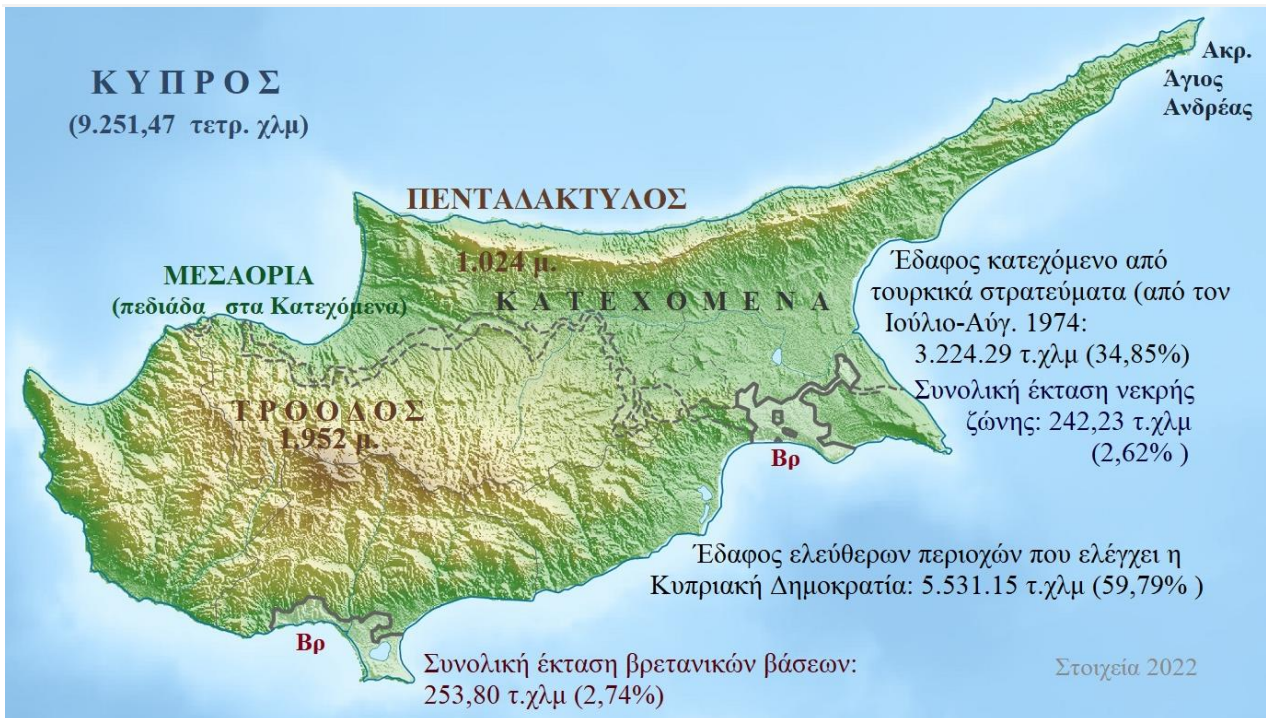 Κ Υ Π Ρ Ο Σ
(9.251,47 τετρ. χλμ)
Ακρ.
Άγιος
Ανδρέας
ΠΕΝΤΑΔΑΚΤΥΛΟΣ
1.024 μ.
ΜΕΣΑΟΡΙΑ
(πεδιάδα στα Κατεχόμενα)
Κ Α Τ Ε Χ Ο Μ Ε Ν Α
Έδαφος κατεχόμενο από
τουρκικά στρατεύματα (από τον
Ιούλιο-Αύγ. 1974:
3.224.29 τ.χλμ (34,85%)
Συνολική έκταση νεκρής
ζώνης: 242,23 τ.χλμ
(2,62% )
Τ Ρ Ο Ο Δ Ο Σ
1.952 μ.
Βρ
Έδαφος ελεύθερων περιοχών που ελέγχει η
Κυπριακή Δημοκρατία: 5.531.15 τ.χλμ (59,79% )
Βρ
Συνολική έκταση βρετανικών βάσεων:
253,80 τ.χλμ (2,74%)
Στοιχεία 2022